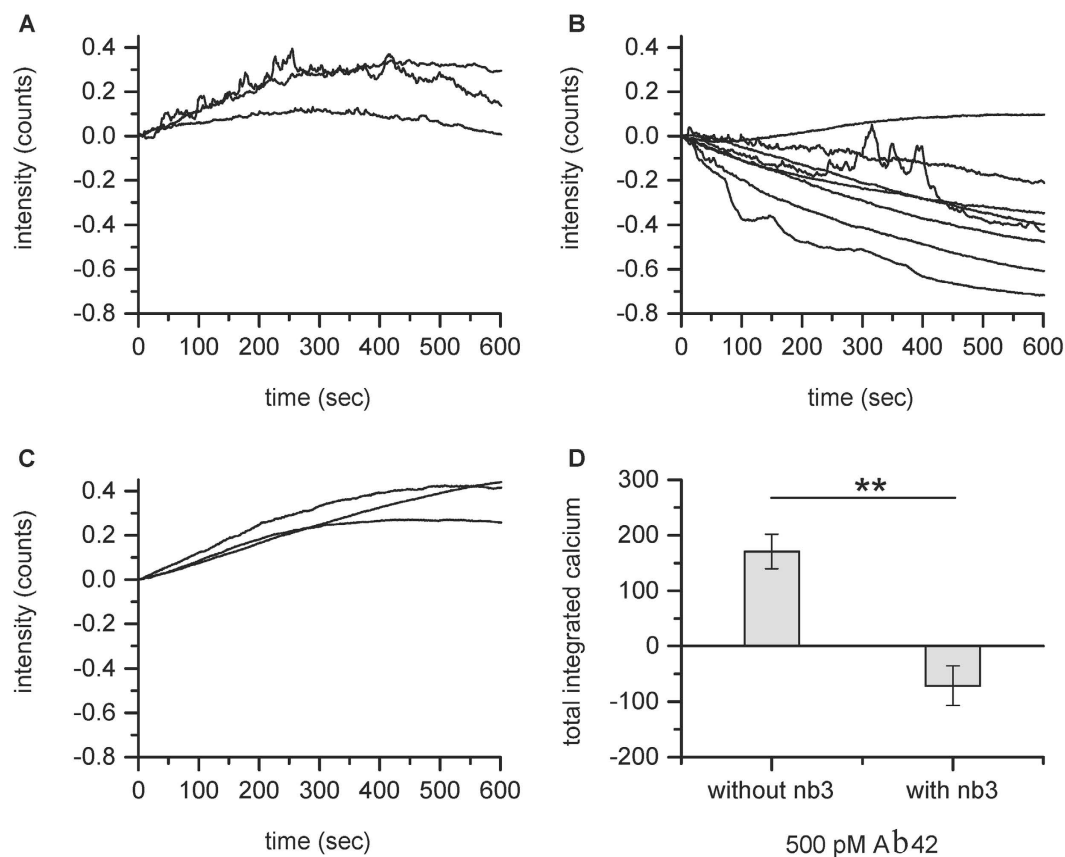 A
intensity (counts)
0.4
0.2
0.0
-0.2
-0.4
-0.6
-0.8
0 100 200 300 400 500 600
time (sec)
B
intensity (counts)
0.4
0.2
0.0
-0.2
-0.4
-0.6
-0.8
0 100 200 300 400 500 600
time (sec)
C
intensity (counts)
0.4
0.2
0.0
-0.2
-0.4
-0.6
-0.8
0 100 200 300 400 500 600
time (sec)
D
total integrated calcium
300
200
100
0
-100
-200
**
without nb3 with nb3
500 pM Ab42